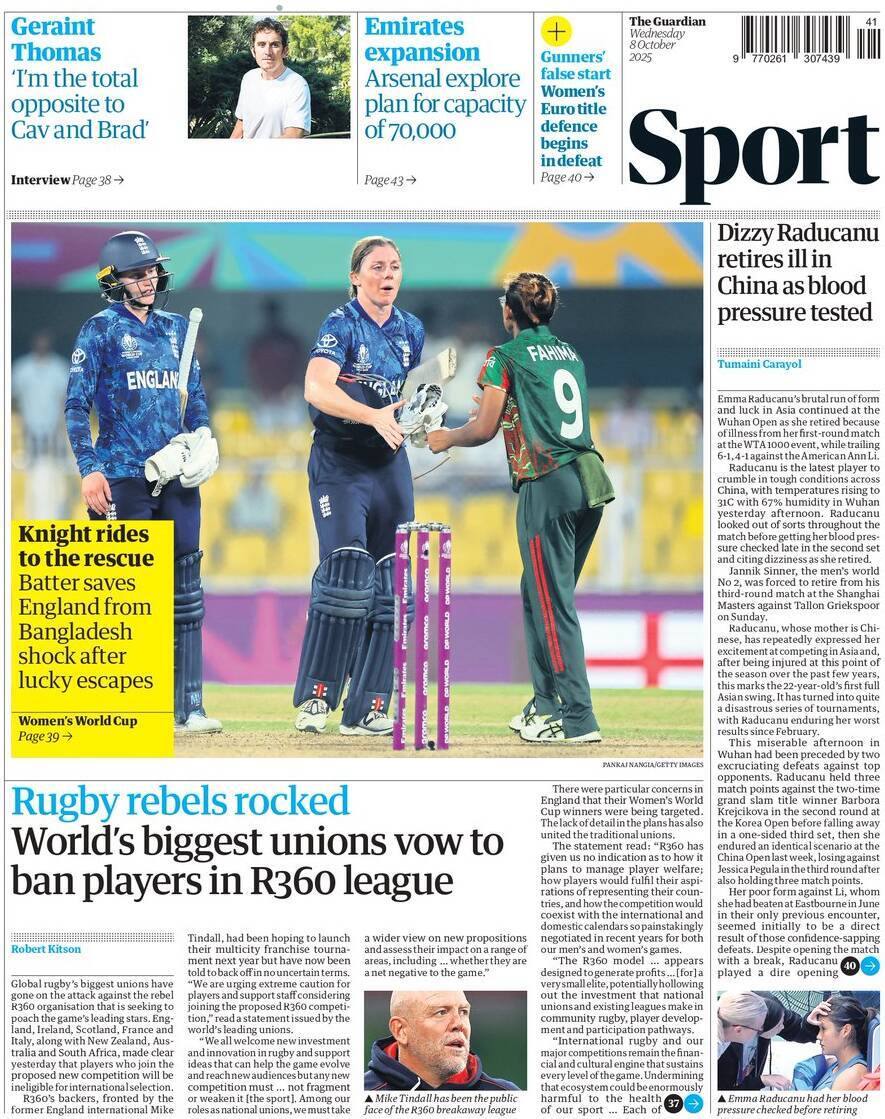 Geraint
Thomas
‘I’m the total
opposite to
Cav and Brad’
Interview Page 38 →
Emirates
expansion
Arsenal explore
plan for capacity
of 70,000
Page 43 →
+
Gunners’
false start
Women’s
Euro title
defence
begins
in defeat
Page 40 →
The Guardian
Wednesday
8 October
2025
41
9 770261 307439
Sport
TOYOTA
ENGLAND
TOYOTA
ENGLAND
FAHIMA
9
Emirates
aramco
DP WORLD
Emirates
aramco
DP WORLD
Knight rides
to the rescue
Batter saves
England from
Bangladesh
shock after
lucky escapes
Women’s World Cup
Page 39 →
PANKAJ NANGIA/GETTY IMAGES
Dizzy Raducanu
retires ill in
China as blood
pressure tested
Tumaini Carayol
Emma Raducanu’s brutal run of form
and luck in Asia continued at the
Wuhan Open as she retired because
of illness from her first-round match
at the WTA 1000 event, while trailing
6-1, 4-1 against the American Ann Li.
Raducanu is the latest player to
crumble in tough conditions across
China, with temperatures rising to
31C with 67% humidity in Wuhan
yesterday afternoon. Raducanu
looked out of sorts throughout the
match before getting her blood pres-
sure checked late in the second set
and citing dizziness as she retired.
Jannik Sinner, the men’s world
No 2, was forced to retire from his
third-round match at the Shanghai
Masters against Tallon Griekspoor
on Sunday.
Raducanu, whose mother is Chi-
nese, has repeatedly expressed her
excitement at competing in Asia and,
after being injured at this point of
the season over the past few years,
this marks the 22-year-old’s first full
Asian swing. It has turned into quite
a disastrous series of tournaments,
with Raducanu enduring her worst
results since February.
This miserable afternoon in
Wuhan had been preceded by two
excruciating defeats against top
opponents. Raducanu held three
match points against the two-time
grand slam title winner Barbora
Krejcikova in the second round at
the Korea Open before falling away
in a one-sided third set, then she
endured an identical scenario at the
China Open last week, losing against
Jessica Pegula in the third round after
also holding three match points.
Her poor form against Li, whom
she had beaten at Eastbourne in June
in their only previous encounter,
seemed initially to be a direct
result of those confidence-sapping
defeats. Despite opening the match
with a break, Raducanu
played a dire opening 40 →
▲ Emma Raducanu had her blood
pressure checked during her loss
Rugby rebels rocked
World’s biggest unions vow to
ban players in R360 league
Robert Kitson
Global rugby’s biggest unions have
gone on the attack against the rebel
R360 organisation that is seeking to
poach the game’s leading stars. Eng-
land, Ireland, Scotland, France and
Italy, along with New Zealand, Aus-
tralia and South Africa, made clear
yesterday that players who join the
proposed new competition will be
ineligible for international selection.
R360’s backers, fronted by the
former England international Mike
Tindall, had been hoping to launch
their multicity franchise tourna-
ment next year but have now been
told to back off in no uncertain terms.
“We are urging extreme caution for
players and support staff considering
joining the proposed R360 competi-
tion,” read a statement issued by the
world’s leading unions.
“We all welcome new investment
and innovation in rugby and support
ideas that can help the game evolve
and reach new audiences but any new
competition must ... not fragment
or weaken it [the sport]. Among our
roles as national unions, we must take
a wider view on new propositions
and assess their impact on a range of
areas, including ... whether they are
a net negative to the game.”
▲ Mike Tindall has been the public
face of the R360 breakaway league
There were particular concerns in
England that their Women’s World
Cup winners were being targeted.
The lack of detail in the plans has also
united the traditional unions.
The statement read: “R360 has
given us no indication as to how it
plans to manage player welfare;
how players would fulfil their aspi-
rations of representing their coun-
tries, and how the competition would
coexist with the international and
domestic calendars so painstakingly
negotiated in recent years for both
our men’s and women’s games.
“The R360 model ... appears
designed to generate profits ... [for] a
very small elite, potentially hollowing
out the investment that national
unions and existing leagues make in
community rugby, player develop-
ment and participation pathways.
“International rugby and our
major competitions remain the finan-
cial and cultural engine that sustains
every level of the game. Undermining
that ecosystem could be enormously
harmful to the health
of our sport ... Each of 37 →